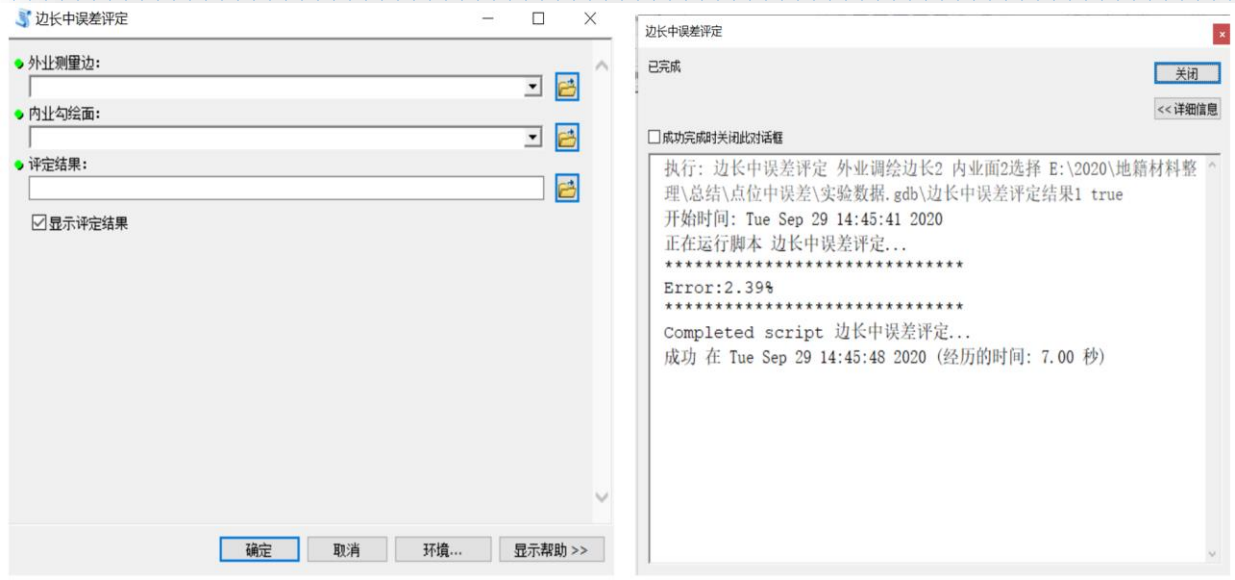 边长中误差评定
外业测量边:
内业勾绘面:
评定结果:
显示评定结果
确定
取消
环境...
显示帮助 >>
边长中误差评定
已完成
关闭
<< 详细信息
成功完成时关闭此对话框
执行: 边长中误差评定 外业调绘边长2 内业面2选择 E:\2020\地籍材料整
理\总结\点位中误差\实验数据.gdb\边长中误差评定结果1 true
开始时间: Tue Sep 29 14:45:41 2020
正在运行脚本 边长中误差评定...
******************************
Error:2.39%
******************************
Completed script 边长中误差评定...
成功 在 Tue Sep 29 14:45:48 2020 (经历的时间: 7.00 秒)